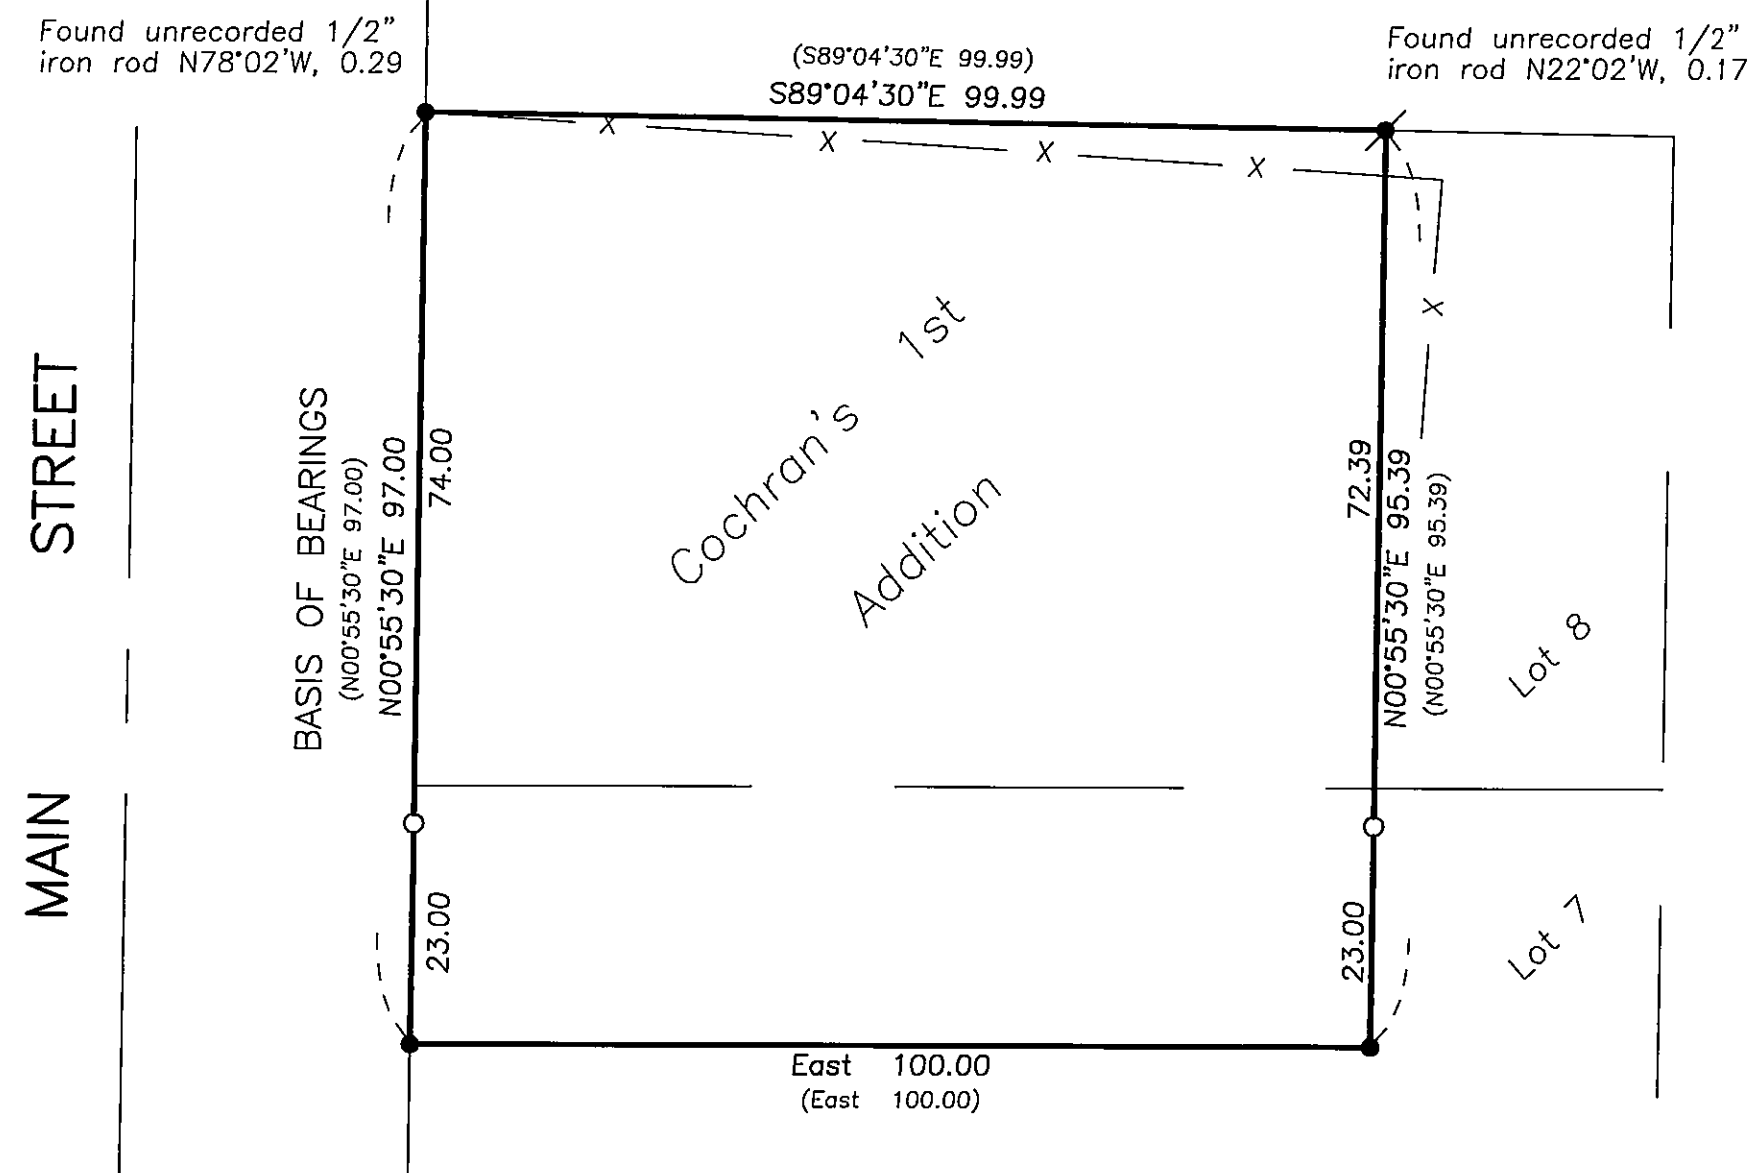 Found unrecorded 1/2"
iron rod N78°02'W, 0.29
(S89°04'30"E 99.99)
S89°04'30"E 99.99
Found unrecorded 1/2"
iron rod N22°02'W, 0.17
X
X
X
X
X
MAIN STREET
BASIS OF BEARINGS
(N00°55'30"E 97.00)
N00°55'30"E 97.00
74.00
Cochran's 1st
Addition
72.39
N00°55'30"E 95.39
(N00°55'30"E 95.39)
Lot 8
23.00
23.00
Lot 7
East 100.00
(East 100.00)